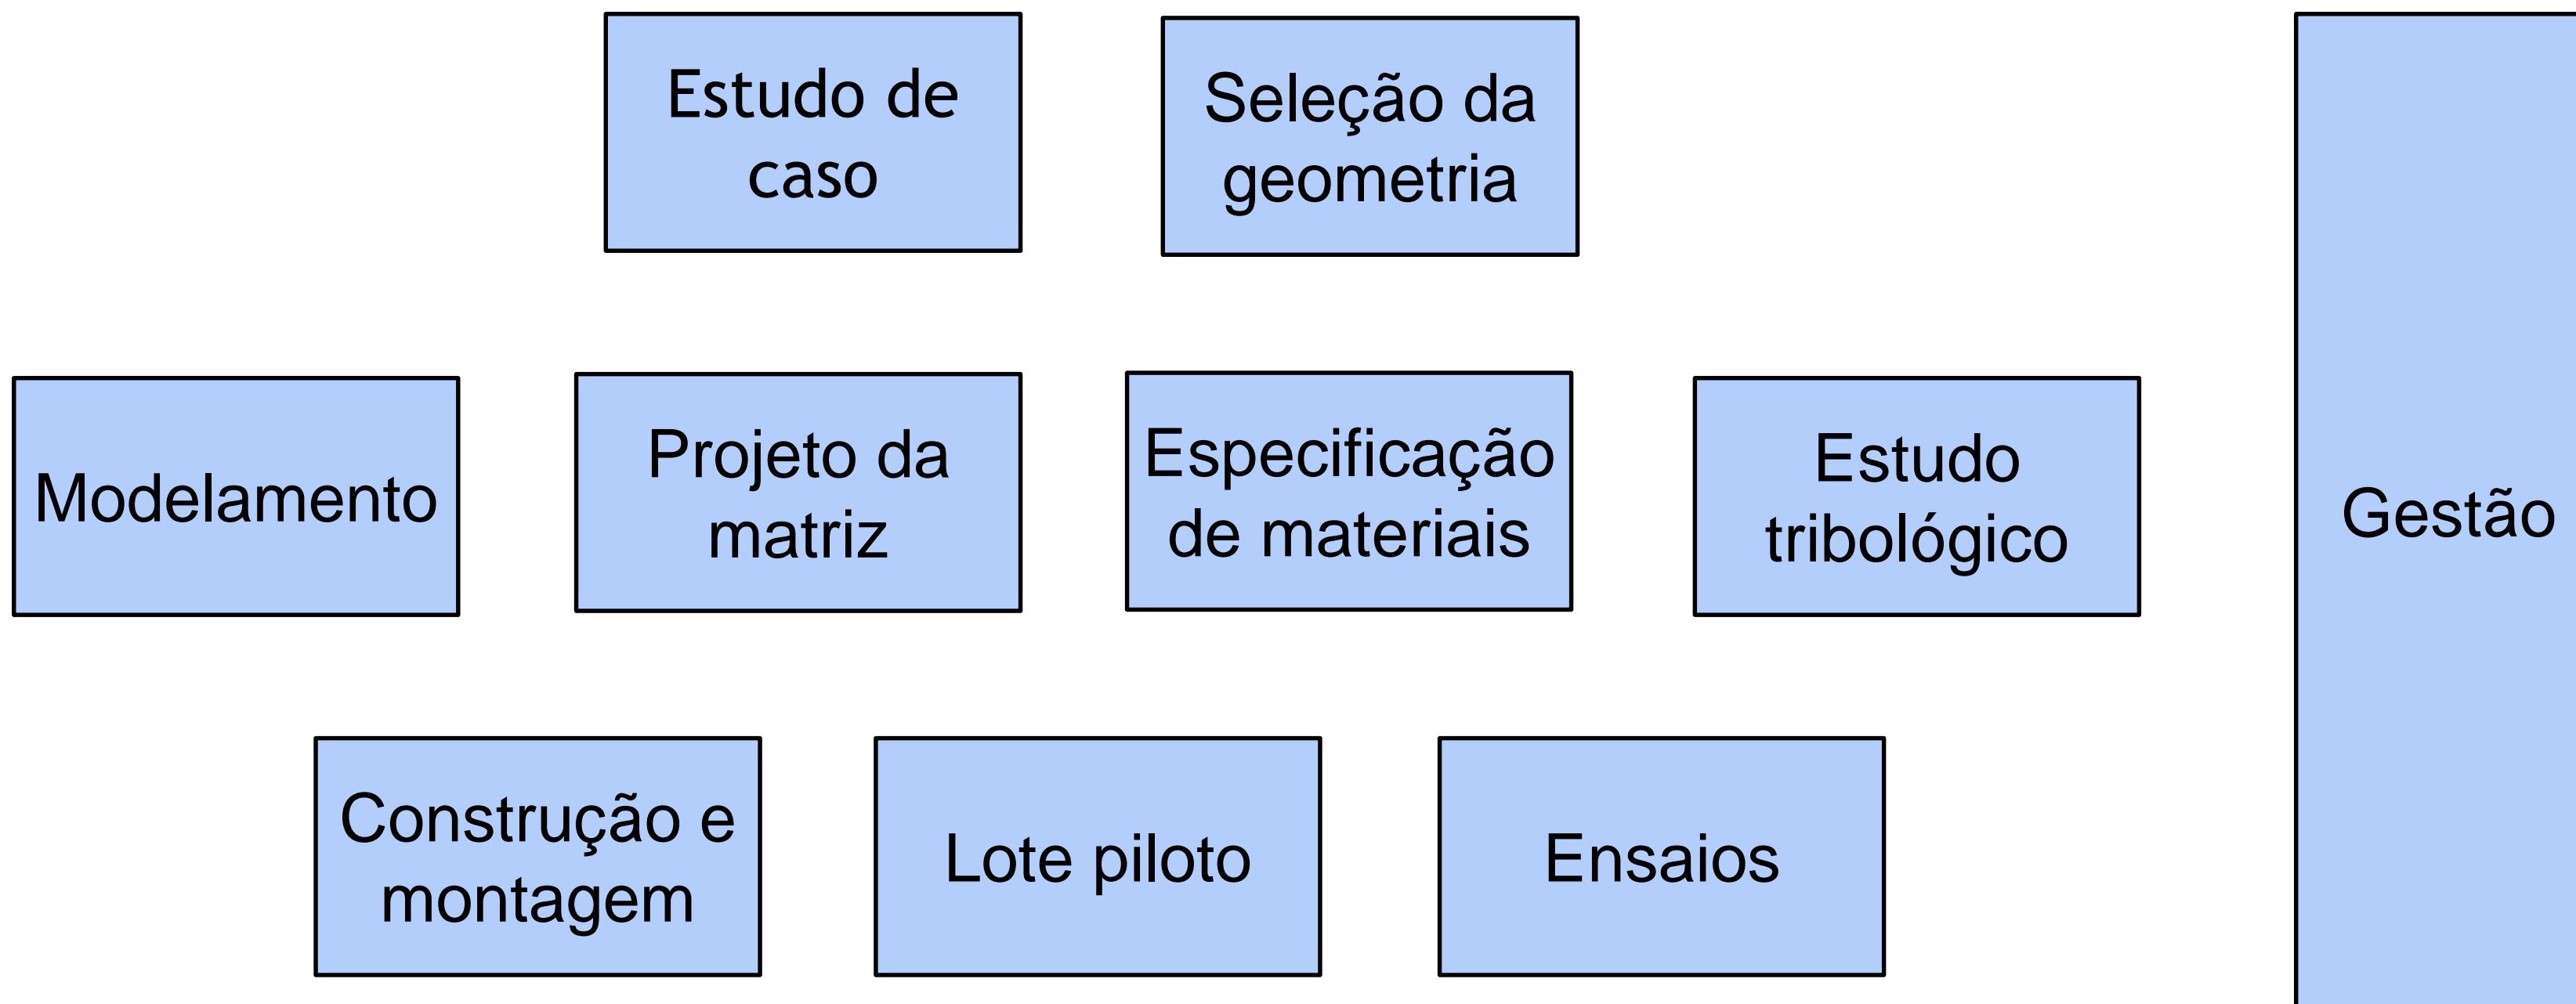 Estudo de
caso
Seleção da
geometria
Modelamento
Projeto da
matriz
Especificação
de materiais
Estudo
tribológico
Gestão
Construção e
montagem
Lote piloto
Ensaios